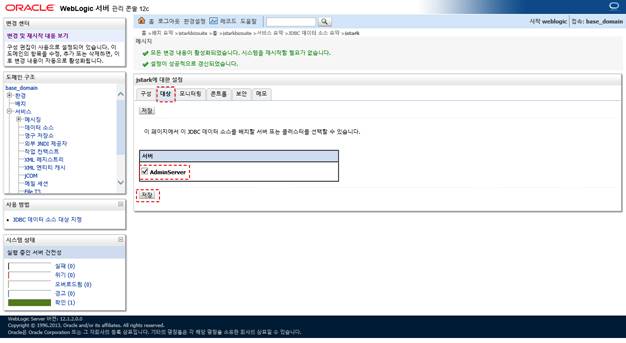 ORACLE WebLogic 서버 관리 콘솔 12c
변경 센터
변경 및 재시작 내용 보기
구성 편집이 사용으로 설정되어 있습니다. 이 도메인의 항목을 수정, 추가 또는 삭제하면, 이후 변경 내용이 자동으로 활성화됩니다.
도메인 구조
base_domain
환경
배치
서비스
메시징
데이터 소스
영구 저장소
외부 JNDI 제공자
작업 컨텍스트
XML 레지스트리
XML 엔티티 캐시
jCOM
메일 세션
File T3
사용 방법
JDBC 데이터 소스 대상 지정
시스템 상태
실행 중인 서버 건전성
실패 (0)
위기 (0)
오버로드됨 (0)
경고 (0)
확인 (1)
홈 로그아웃 환경설정 레코드 도움말
시작 weblogic 접속: base_domain
홈 >배치 요약 >starkbosuite >홈 >jstarkbosuite >서비스 요약 >JDBC 데이터 소스 요약 >jstark
메시지
모든 변경 내용이 활성화되었습니다. 시스템을 재시작할 필요가 없습니다.
설정이 성공적으로 갱신되었습니다.
jstark에 대한 설정
구성 대상 모니터링 콘트롤 보안 메모
저장
이 페이지에서 이 JDBC 데이터 소스를 배치할 서버 또는 클러스터를 선택할 수 있습니다.
서버
AdminServer
저장
WebLogic Server 버전: 12.1.2.0.0
Copyright © 1996,2013, Oracle and/or its affiliates. All rights reserved.
Oracle은 Oracle Corporation 또는 그 자회사의 등록 상표입니다. 기타의 명칭들은 각 해당 명칭을 소유한 회사의 상표일 수 있습니다.